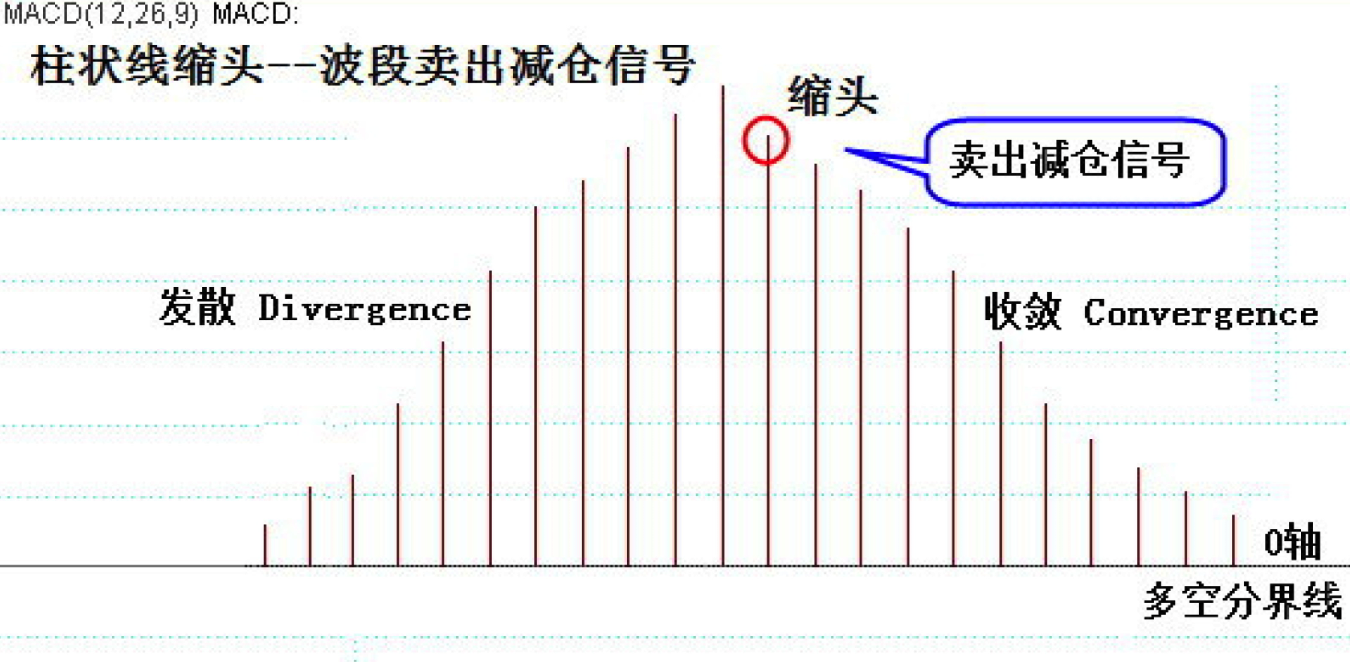 MACD(12,26,9) MACD:
柱状线缩头--波段卖出减仓信号
缩头
卖出减仓信号
发散 Divergence
收敛 Convergence
0轴
多空分界线